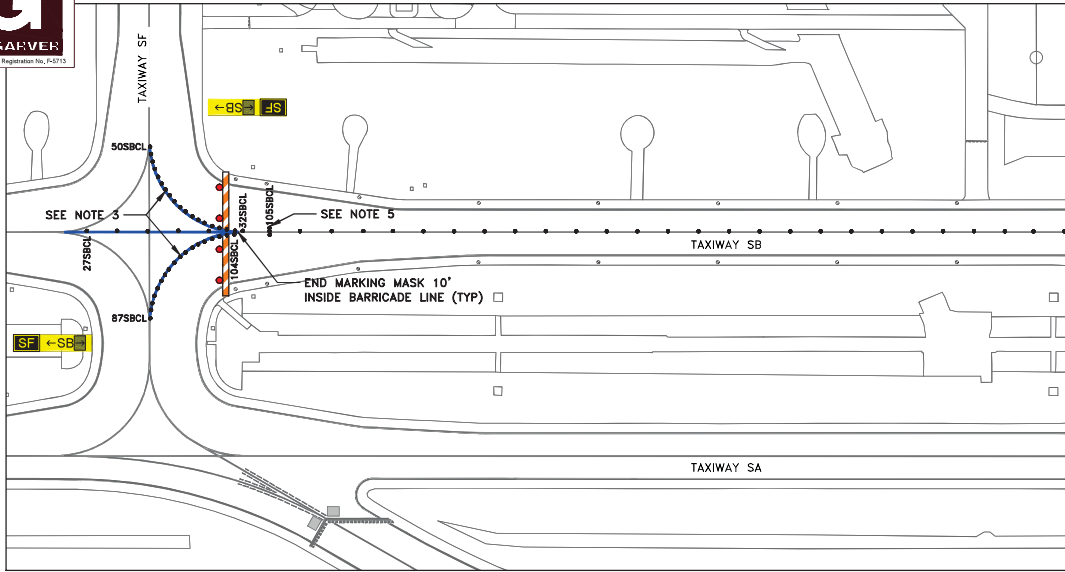 GARVER
Registration No. F-5713
TAXIWAY SF
←SB→ SF
50SBCL
SEE NOTE 3
32SBCL
105SBCL
SEE NOTE 5
27SBCL
104SBCL
TAXIWAY SB
END MARKING MASK 10'
INSIDE BARRICADE LINE (TYP)
87SBCL
SF ←SB→
TAXIWAY SA